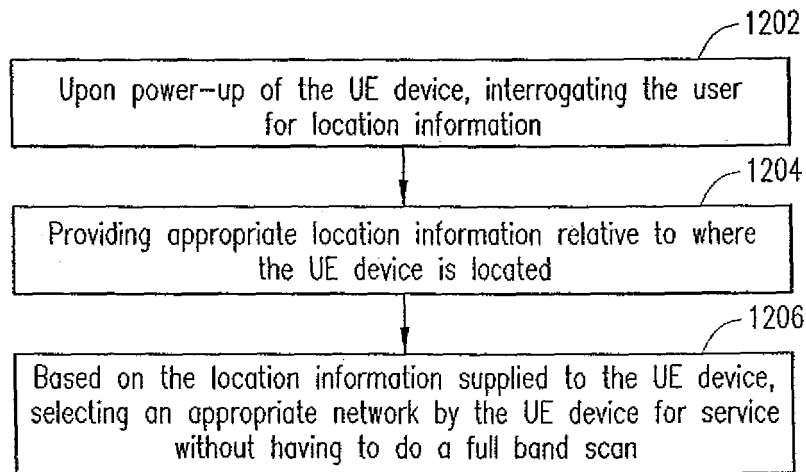 1202
Upon power-up of the UE device, interrogating the user
for location information
1204
Providing appropriate location information relative to where
the UE device is located
1206
Based on the location information supplied to the UE device,
selecting an appropriate network by the UE device for service
without having to do a full band scan